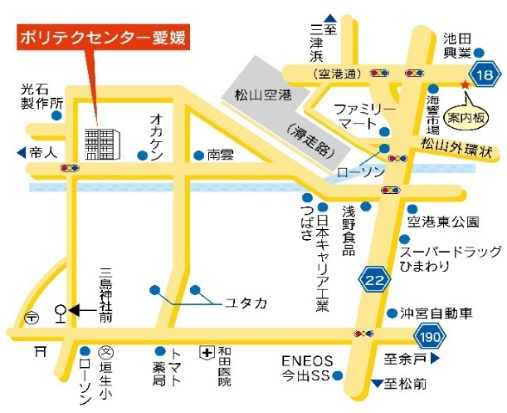 ポリテクセンター愛媛
至
三津浜
(空港通)
池田
興業
18
案内板
海響市場
松山空港
(滑走路)
ファミリー
マート
ローソン
松山外環状
光石
製作所
帝人
オカケン
南雲
つばさ
日本キャリア工業
浅野食品
空港東公園
スーパードラッグ
ひまわり
22
三島神社前
ユタカ
沖宮自動車
190
至余戸
至松前
ENEOS
今出SS
〒
ローソン
文
垣生小
トマト
薬局
和田医院